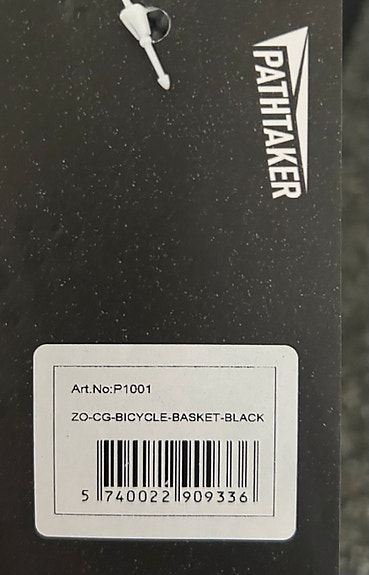 PATHTAKER
Art.No:P1001
ZO-CG-BICYCLE-BASKET-BLACK
5 740022 909336